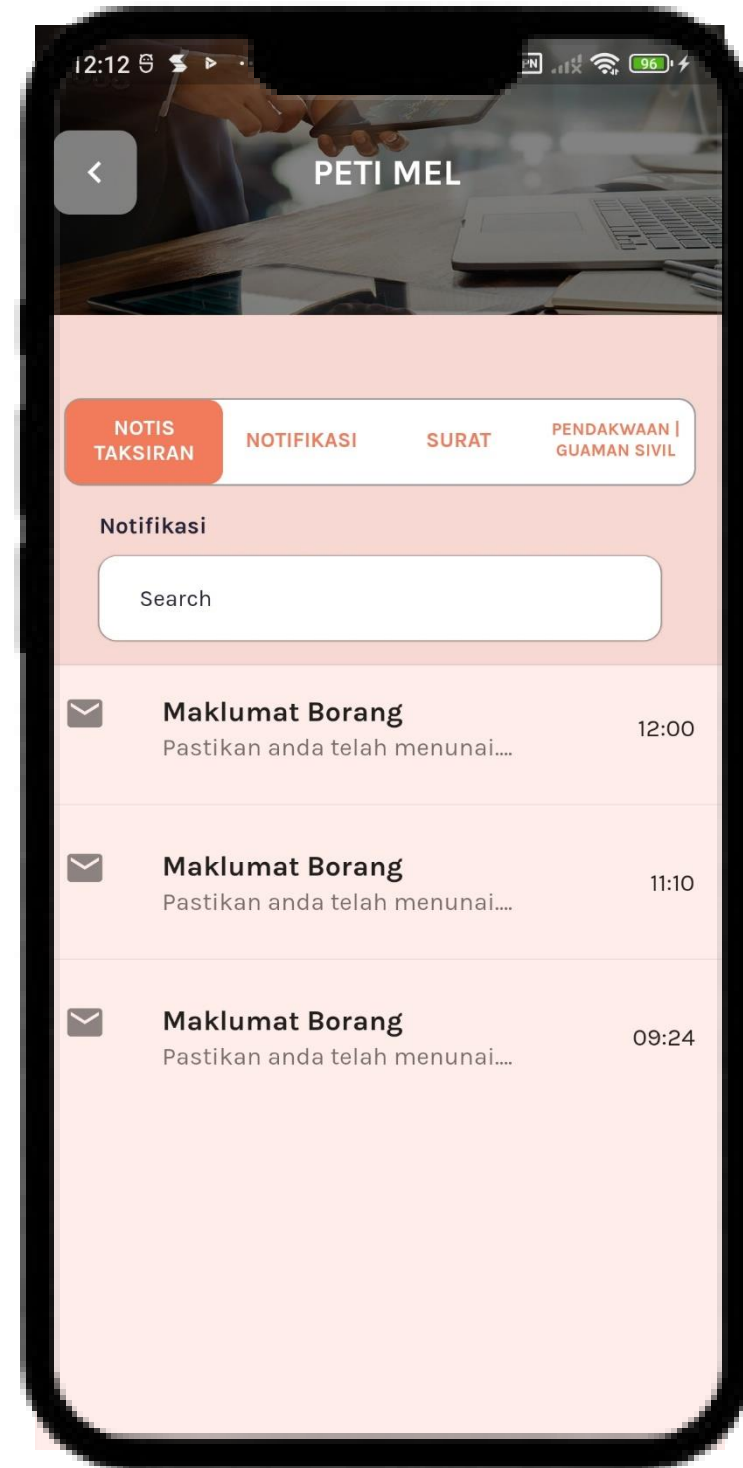 12:12
96
PETI MEL
NOTIS
TAKSIRAN
NOTIFIKASI
SURAT
PENDAKWAAN |
GUAMAN SIVIL
Notifikasi
Search
Maklumat Borang
12:00
Pastikan anda telah menunai....
Maklumat Borang
11:10
Pastikan anda telah menunai....
Maklumat Borang
09:24
Pastikan anda telah menunai....